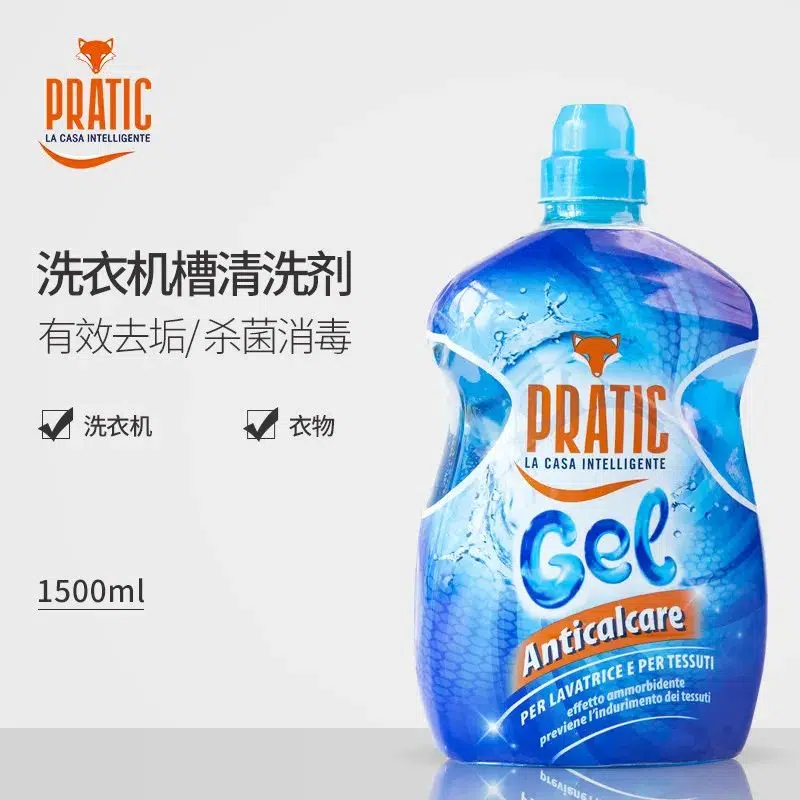 PRATIC
LA CASA INTELLIGENTE
洗衣机槽清洗剂
有效去垢/杀菌消毒
洗衣机 衣物
1500ml
PRATIC
LA CASA INTELLIGENTE
Gel
Anticalcare
PER LAVATRICE E PER TESSUTI
effetto ammorbidente
previene l'indurimento dei tessuti